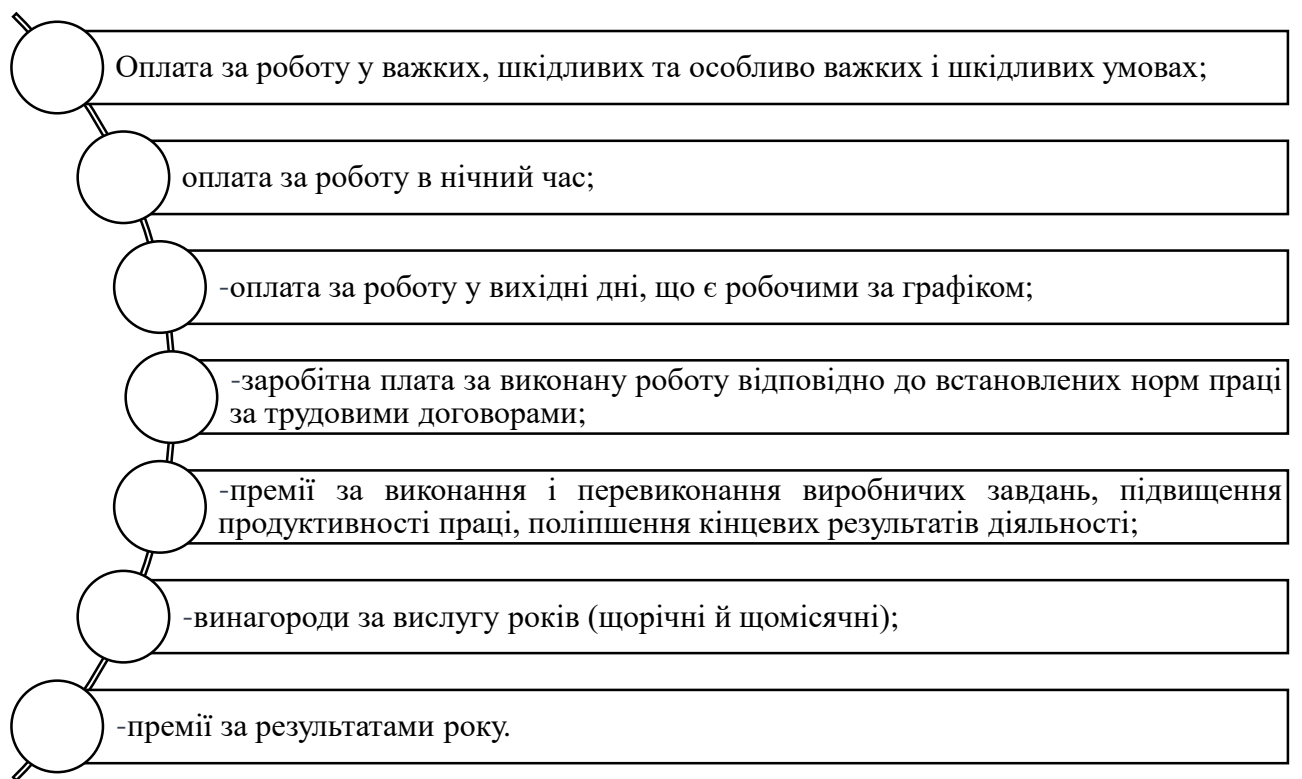 Оплата за роботу у важких, шкідливих та особливо важких і шкідливих умовах;
оплата за роботу в нічний час;
-оплата за роботу у вихідні дні, що є робочими за графіком;
-заробітна плата за виконану роботу відповідно до встановлених норм праці
за трудовими договорами;
-премії за виконання і перевиконання виробничих завдань, підвищення
продуктивності праці, поліпшення кінцевих результатів діяльності;
-винагороди за вислугу років (щорічні й щомісячні);
-премії за результатами року.